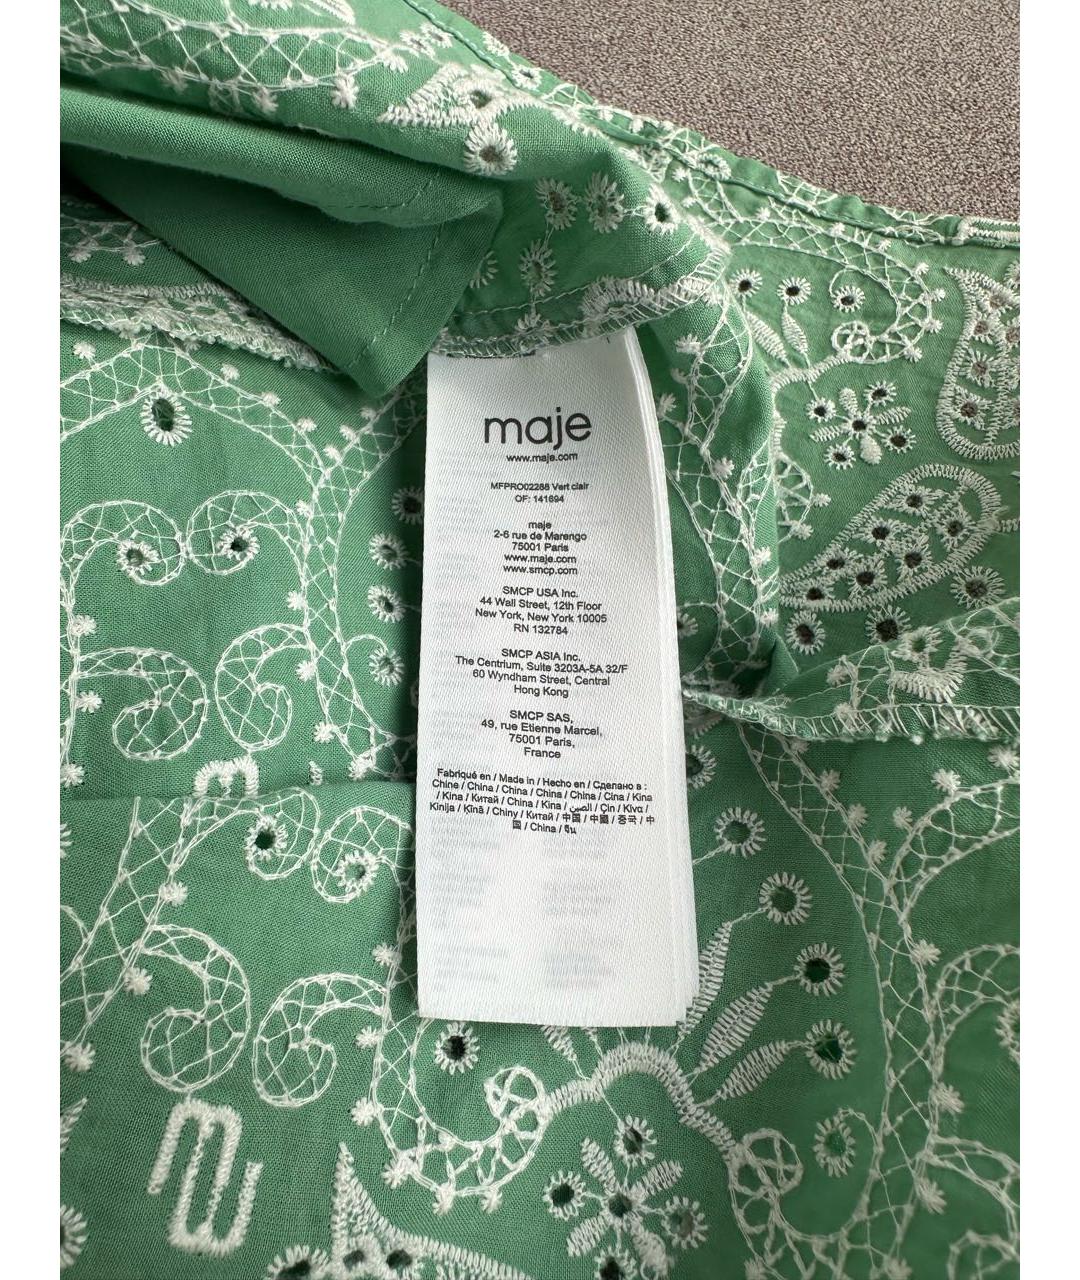 maje
www.maje.com
MFPRO02288 Vert clair
OF: 141694
maje
2-6 rue de Marengo
75001 Paris
www.maje.com
www.smcp.com
SMCP USA Inc.
44 Wall Street, 12th Floor
New York, New York 10005
RN 132784
SMCP ASIA Inc.
The Centrium, Suite 3203A-5A 32/F
60 Wyndham Street, Central
Hong Kong
SMCP SAS,
49, rue Etienne Marcel,
75001 Paris,
France
Fabriqué en / Made in / Hecho en / Сделано в :
Chine / China / China / China / China / Cina / Kina
/ Kina / Китай / China / Kina / الصين / Çin / Κίνα /
Kinija / Ķīnā / Chiny / Китай / 中国 / 中國 / 중국 / 中
国 / China / จีน